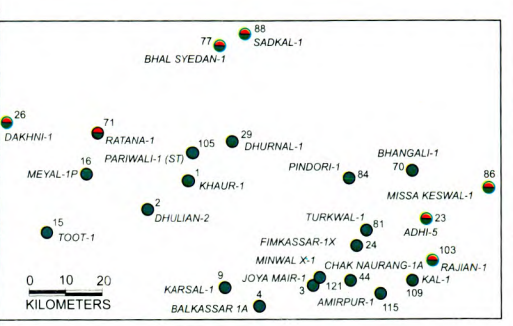 88
SADKAL-1
77
BHAL SYEDAN-1
26
DAKHNI-1
71
RATANA-1
105
PARIWALI-1 (ST)
29
DHURNAL-1
16
MEYAL-1P
1
KHAUR-1
PINDORI-1
84
BHANGALI-1
70
86
MISSA KESWAL-1
2
DHULIAN-2
15
TOOT-1
TURKWAL-1
81
23
ADHI-5
FIMKASSAR-1X
24
103
RAJIAN-1
MINWAL X-1
121
CHAK NAURANG-1A
44
JOYA MAIR-1
3
KAL-1
109
AMIRPUR-1
115
9
KARSAL-1
4
BALKASSAR 1A
0 10 20
KILOMETERS